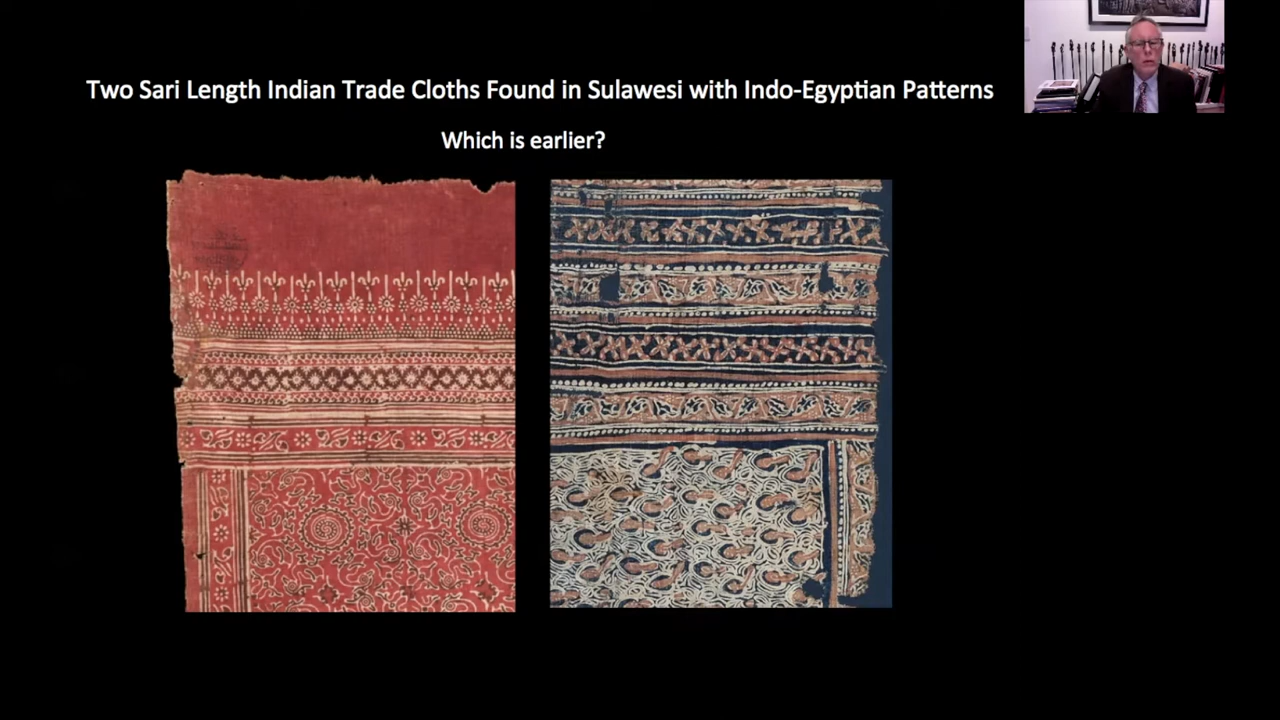 Two Sari Length Indian Trade Cloths Found in Sulawesi with Indo-Egyptian Patterns
Which is earlier?